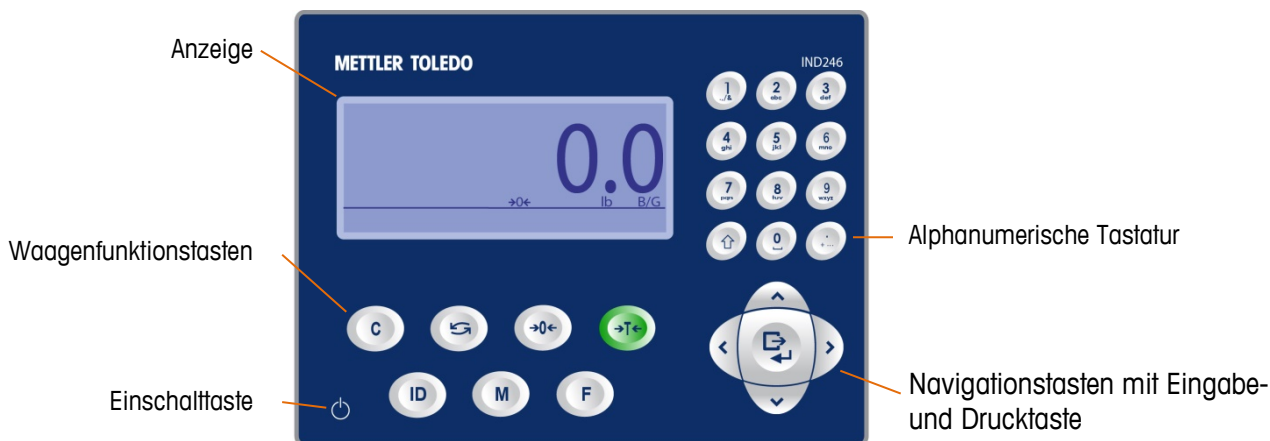 Anzeige
METTLER TOLEDO
IND246
0.0
→0← lb B/G
1 2 3
abc def
4 5 6
ghi jkl mno
7 8 9
pqrs tuv wxyz
0 .
Waagenfunktionstasten
Alphanumerische Tastatur
C →0← →T←
ID M F
Einschalttaste
Navigationstasten mit Eingabe-
und Drucktaste